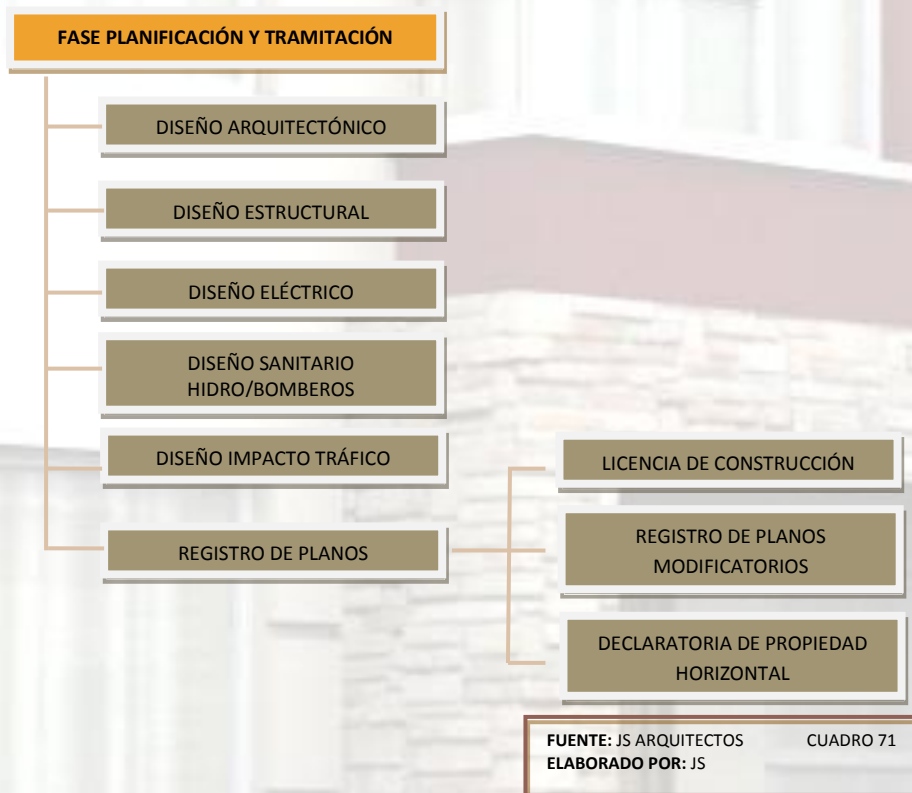 FASE PLANIFICACIÓN Y TRAMITACIÓN
DISEÑO ARQUITECTÓNICO
DISEÑO ESTRUCTURAL
DISEÑO ELÉCTRICO
DISEÑO SANITARIO
HIDRO/BOMBEROS
DISEÑO IMPACTO TRÁFICO
REGISTRO DE PLANOS
LICENCIA DE CONSTRUCCIÓN
REGISTRO DE PLANOS
MODIFICATORIOS
DECLARATORIA DE PROPIEDAD
HORIZONTAL
FUENTE: JS ARQUITECTOS CUADRO 71
ELABORADO POR: JS